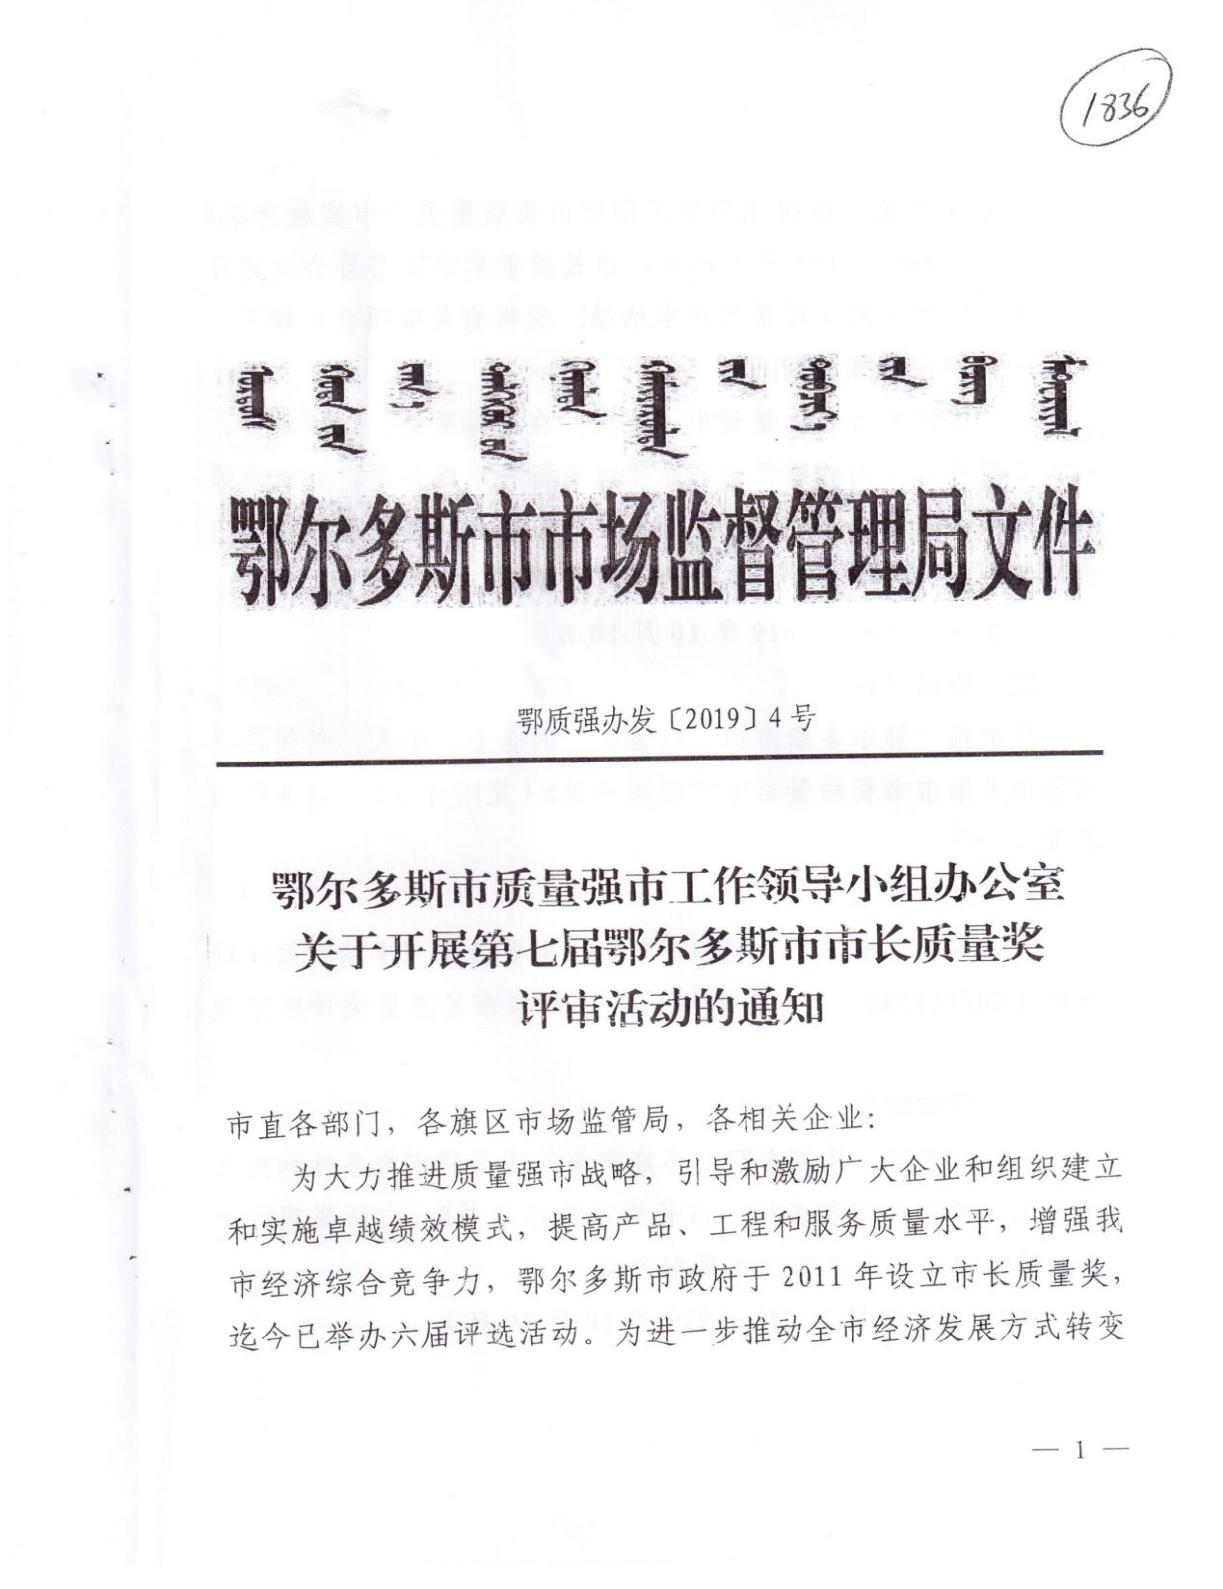 1836
鄂尔多斯市市场监督管理局文件
鄂质强办发〔2019〕4号
鄂尔多斯市质量强市工作领导小组办公室
关于开展第七届鄂尔多斯市市长质量奖
评审活动的通知
市直各部门，各旗区市场监管局，各相关企业：
为大力推进质量强市战略，引导和激励广大企业和组织建立
和实施卓越绩效模式，提高产品、工程和服务质量水平，增强我
市经济综合竞争力，鄂尔多斯市政府于2011年设立市长质量奖，
迄今已举办六届评选活动。为进一步推动全市经济发展方式转变
— 1 —